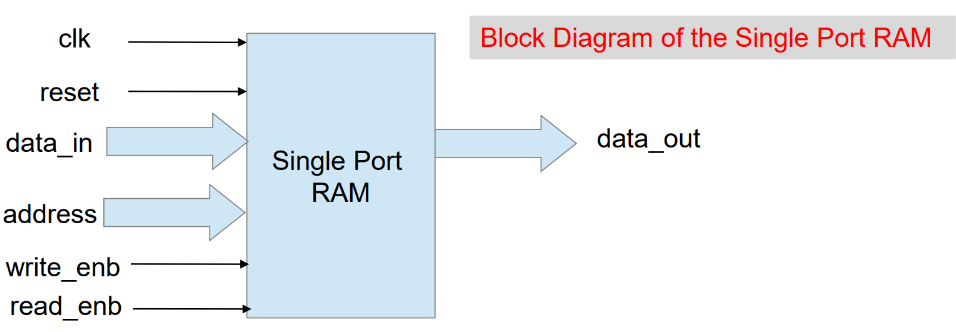 clk
Block Diagram of the Single Port RAM
reset
data_in
data_out
Single Port
RAM
address
write_enb
read_enb